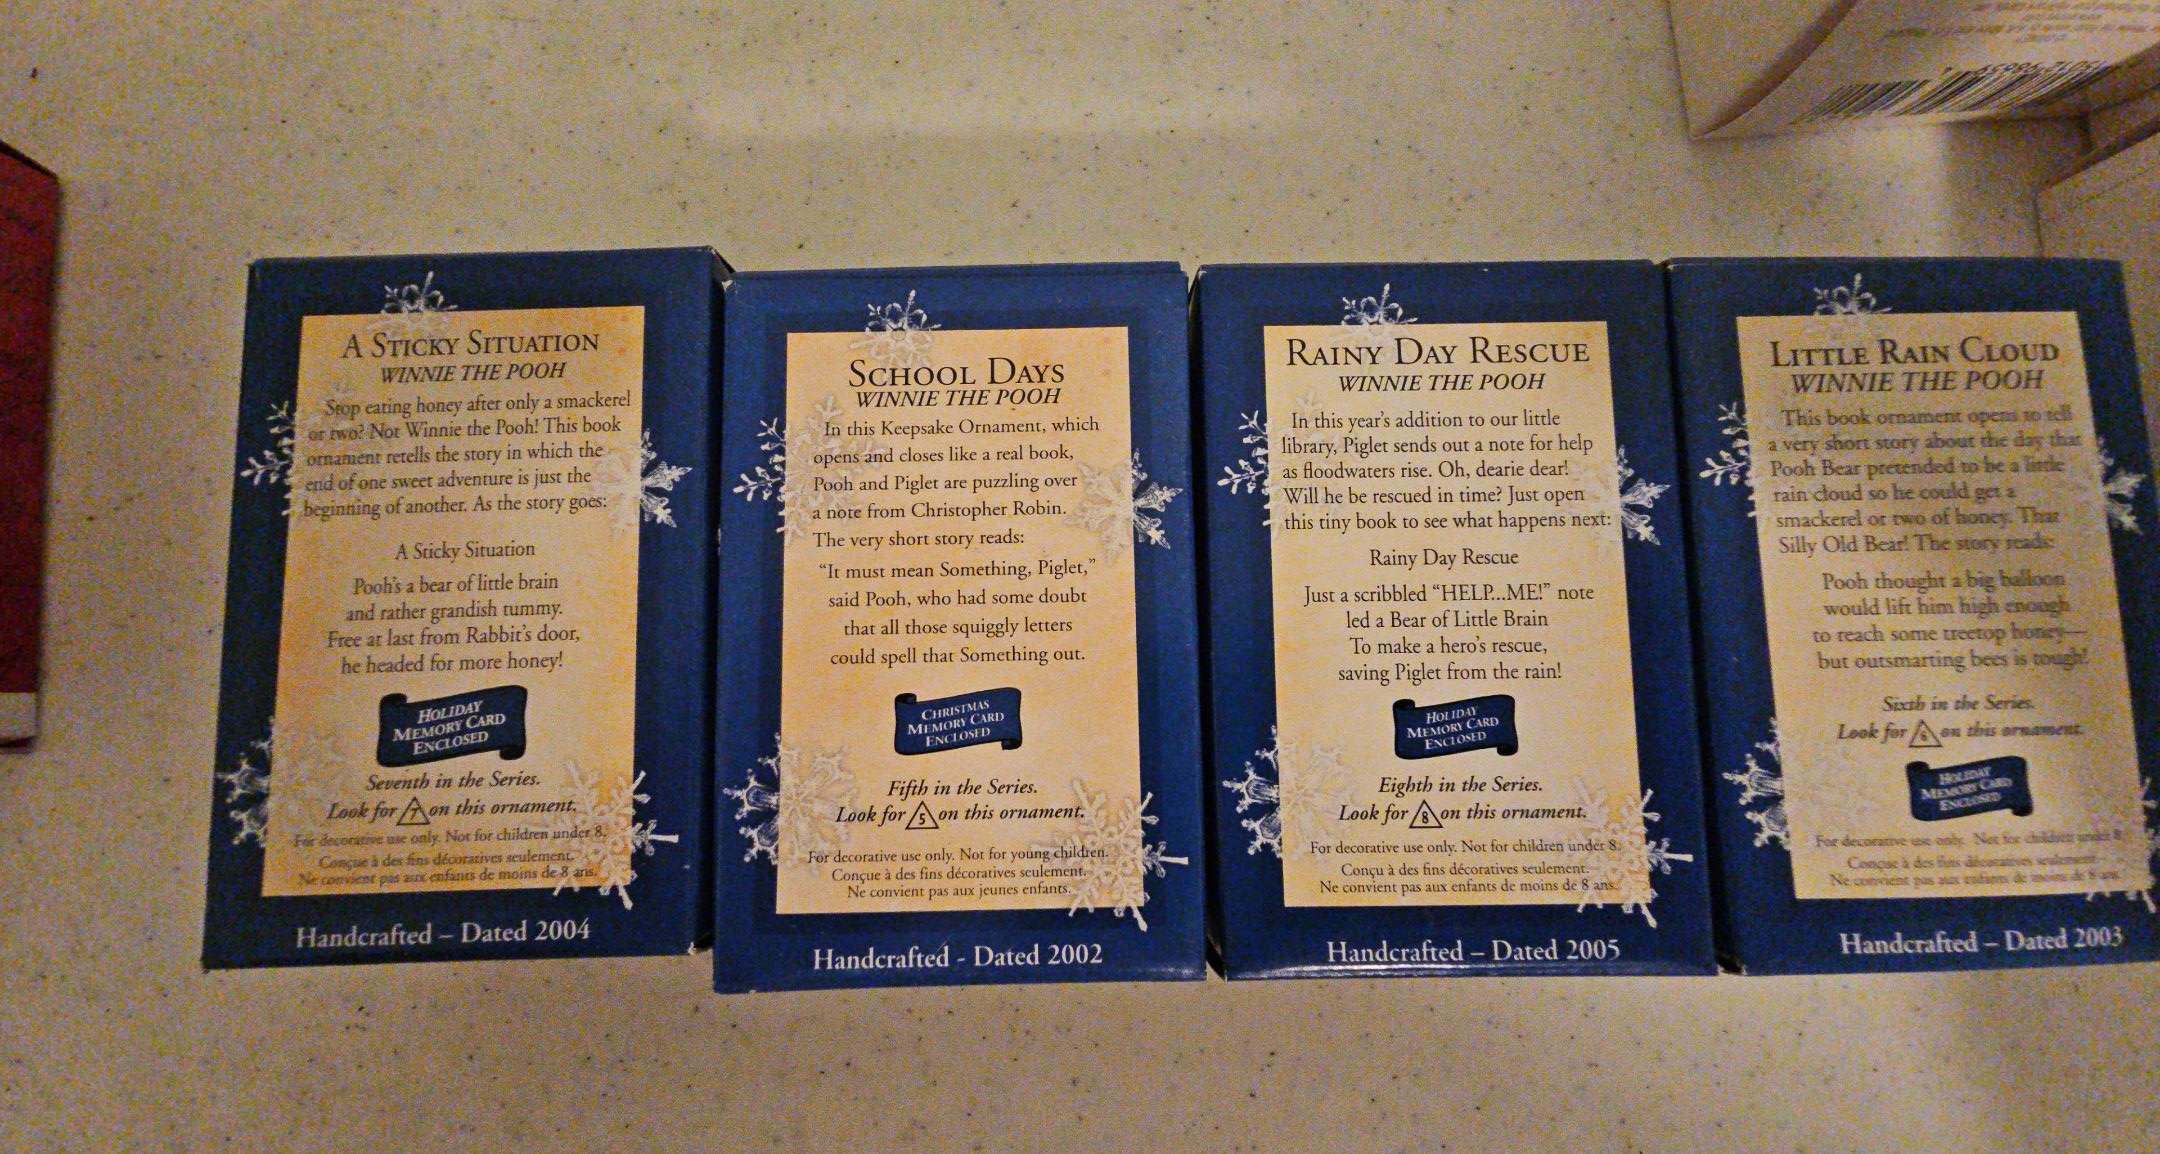 A STICKY SITUATION
WINNIE THE POOH
Stop eating honey after only a smackerel
or two? Not Winnie the Pooh! This book
ornament retells the story in which the
end of one sweet adventure is just the
beginning of another. As the story goes:
A Sticky Situation
Pooh's a bear of little brain
and rather grandish tummy.
Free at last from Rabbit's door,
he headed for more honey!
HOLIDAY
MEMORY CARD
ENCLOSED
Seventh in the Series.
Look for 7 on this ornament.
For decorative use only. Not for children under 8.
Conçue à des fins décoratives seulement.
Ne convient pas aux enfants de moins de 8 ans.
Handcrafted – Dated 2004
SCHOOL DAYS
WINNIE THE POOH
In this Keepsake Ornament, which
opens and closes like a real book,
Pooh and Piglet are puzzling over
a note from Christopher Robin.
The very short story reads:
“It must mean Something, Piglet,”
said Pooh, who had some doubt
that all those squiggly letters
could spell that Something out.
CHRISTMAS
MEMORY CARD
ENCLOSED
Fifth in the Series.
Look for 5 on this ornament.
For decorative use only. Not for young children.
Conçue à des fins décoratives seulement.
Ne convient pas aux jeunes enfants.
Handcrafted - Dated 2002
RAINY DAY RESCUE
WINNIE THE POOH
In this year's addition to our little
library, Piglet sends out a note for help
as floodwaters rise. Oh, dearie dear!
Will he be rescued in time? Just open
this tiny book to see what happens next:
Rainy Day Rescue
Just a scribbled “HELP...ME!” note
led a Bear of Little Brain
To make a hero's rescue,
saving Piglet from the rain!
HOLIDAY
MEMORY CARD
ENCLOSED
Eighth in the Series.
Look for 8 on this ornament.
For decorative use only. Not for children under 8.
Conçu à des fins décoratives seulement.
Ne convient pas aux enfants de moins de 8 ans.
Handcrafted – Dated 2005
LITTLE RAIN CLOUD
WINNIE THE POOH
This book ornament opens to tell
a very short story about the day that
Pooh Bear pretended to be a little
rain cloud so he could get a
smackerel or two of honey. That
Silly Old Bear! The story reads:
Pooh thought a big balloon
would lift him high enough
to reach some treetop honey—
but outsmarting bees is tough!
Sixth in the Series.
Look for 6 on this ornament.
HOLIDAY
MEMORY CARD
ENCLOSED
For decorative use only. Not for children under 8.
Conçue à des fins décoratives seulement.
Ne convient pas aux enfants de moins de 8 ans.
Handcrafted – Dated 2003